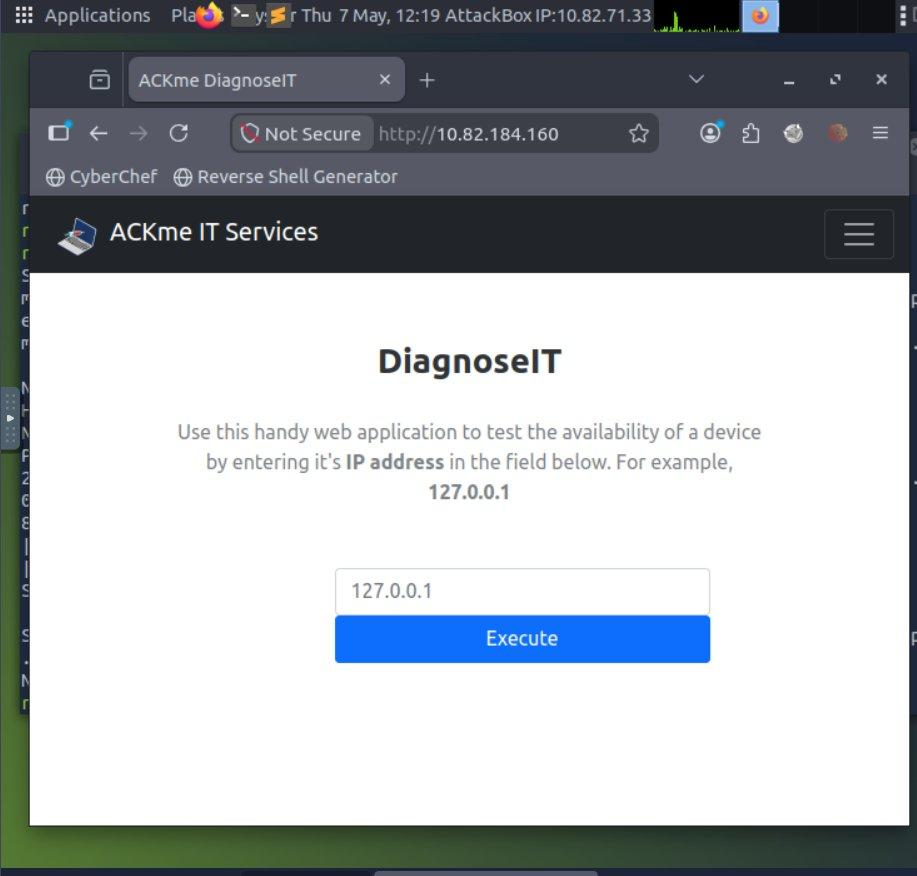 Applications Pla y: r Thu 7 May, 12:19 AttackBox IP:10.82.71.33
ACKme DiagnoseIT
Not Secure http://10.82.184.160
CyberChef Reverse Shell Generator
ACKme IT Services
DiagnoseIT
Use this handy web application to test the availability of a device
by entering it's IP address in the field below. For example,
127.0.0.1
127.0.0.1
Execute